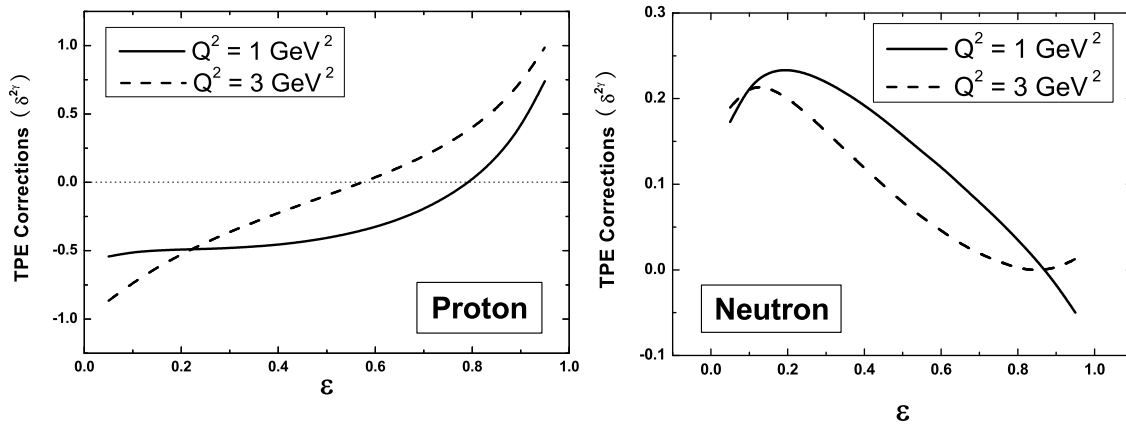 Q² = 1 GeV²
Q² = 3 GeV²
TPE Corrections ( δ²ᵞ)
1.0
0.5
0.0
-0.5
-1.0
Proton
0.0 0.2 0.4 0.6 0.8 1.0
ε
Q² = 1 GeV²
Q² = 3 GeV²
TPE Corrections (δ²ᵞ)
0.3
0.2
0.1
0.0
-0.1
Neutron
0.0 0.2 0.4 0.6 0.8 1.0
ε